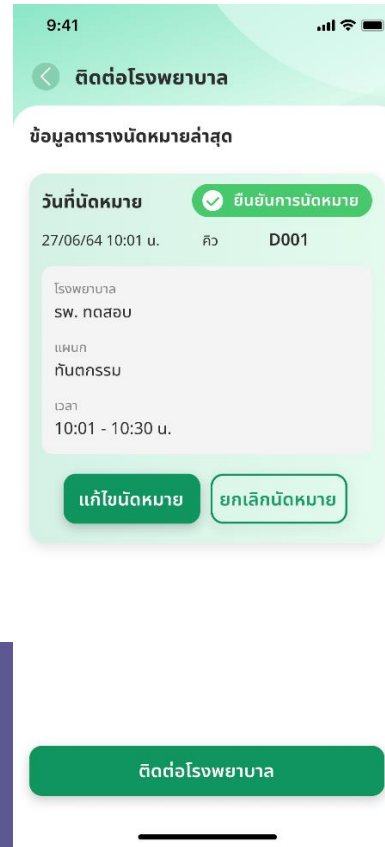 9:41
ติดต่อโรงพยาบาล
ข้อมูลตารางนัดหมายล่าสุด
วันที่นัดหมาย ยืนยันการนัดหมาย
27/06/64 10:01 น. คิว D001
โรงพยาบาล
รพ. ทดสอบ
แผนก
ทันตกรรม
เวลา
10:01 - 10:30 น.
แก้ไขนัดหมาย ยกเลิกนัดหมาย
ติดต่อโรงพยาบาล